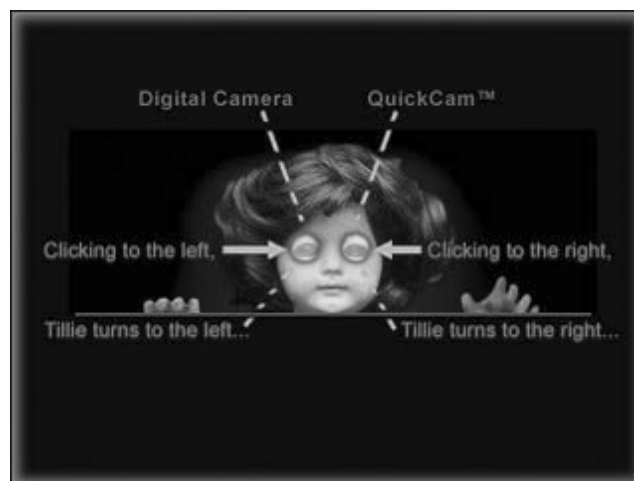 Digital Camera QuickCam™
Clicking to the left, Clicking to the right,
Tillie turns to the left... Tillie turns to the right...